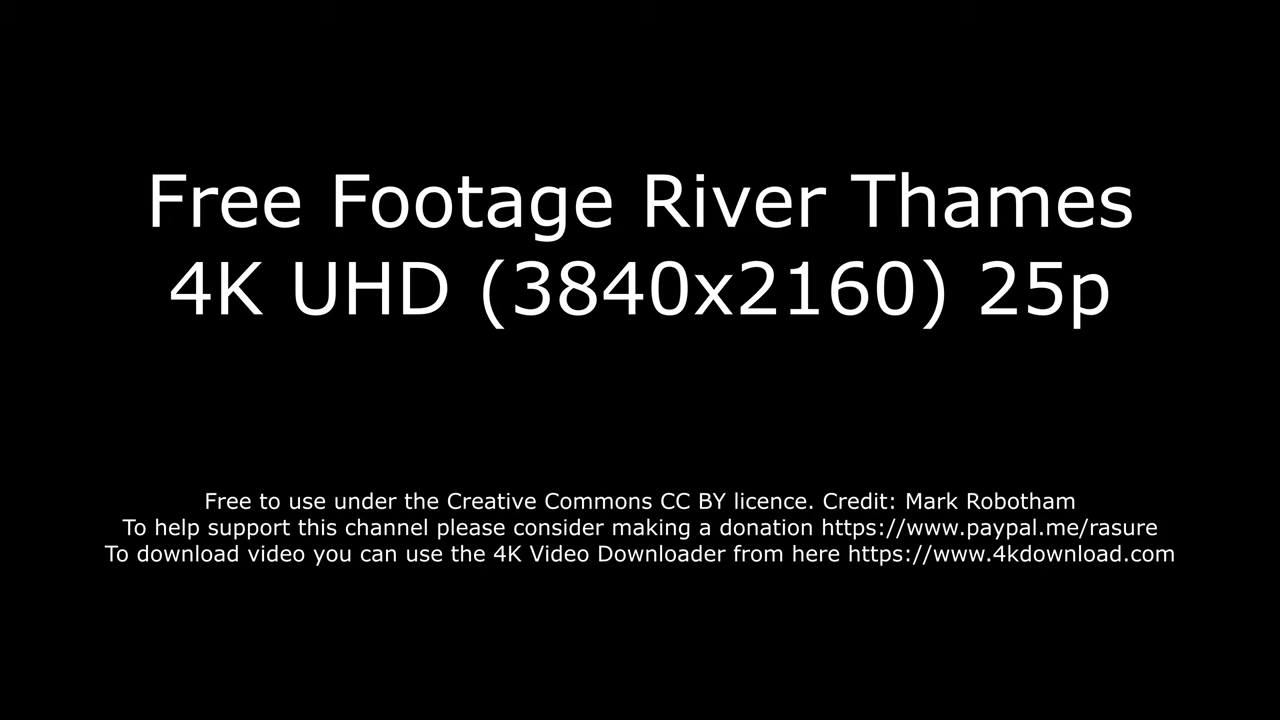 Free Footage River Thames
4K UHD (3840x2160) 25p
Free to use under the Creative Commons CC BY licence. Credit: Mark Robotham
To help support this channel please consider making a donation https://www.paypal.me/rasure
To download video you can use the 4K Video Downloader from here https://www.4kdownload.com